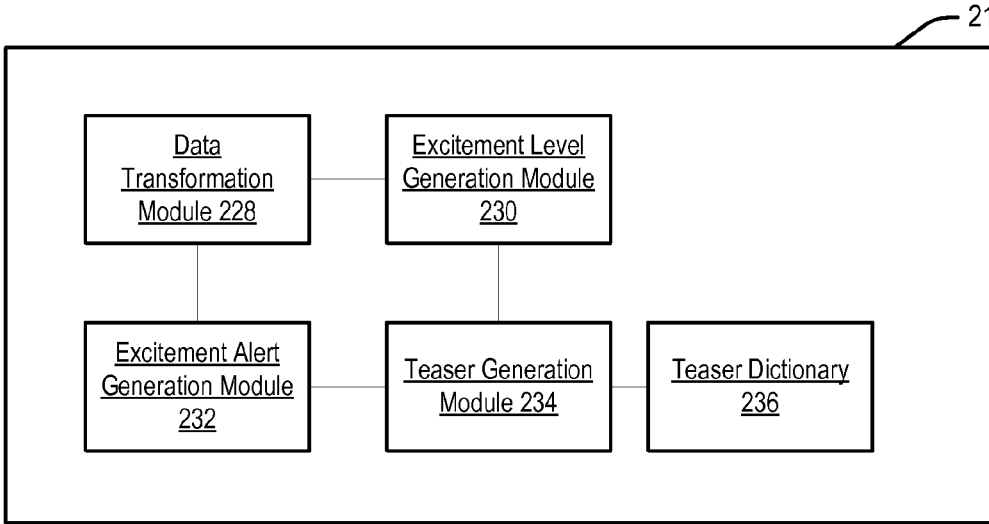 21
Data
Transformation
Module 228
Excitement Level
Generation Module
230
Excitement Alert
Generation Module
232
Teaser Generation
Module 234
Teaser Dictionary
236